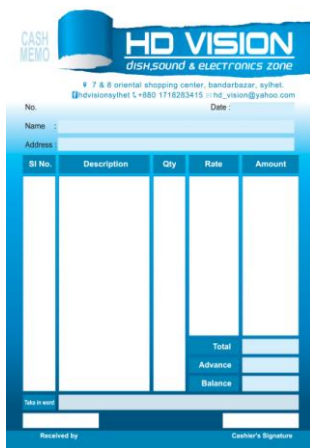 CASH
MEMO
HD VISION
dish,sound & electronics zone
7 & 8 oriental shopping center, bandarbazar, sylhet.
hdvisionsylhet +880 1716263415 hd_vision@yahoo.com
No. Date :
Name :
Address :
Sl No. Description Qty Rate Amount
Total
Advance
Balance
Taka in word
Received by Cashier's Signature